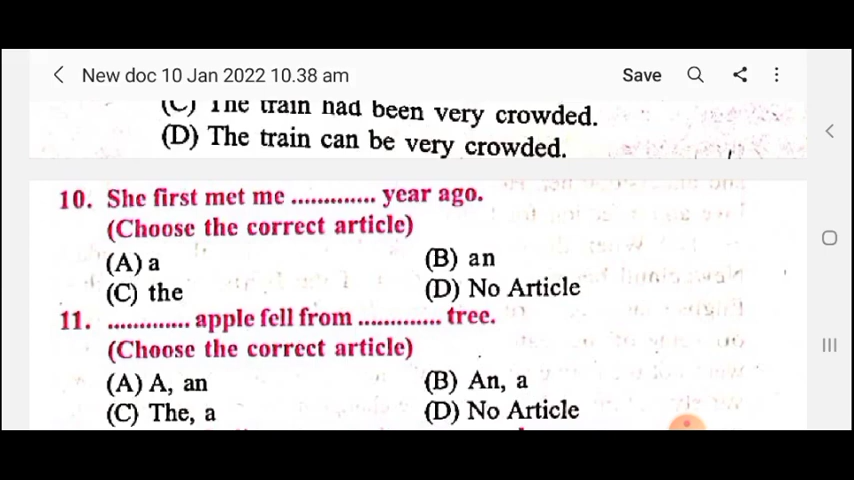 New doc 10 Jan 2022 10.38 am
Save
(C) The train had been very crowded.
(D) The train can be very crowded.
10. She first met me ............. year ago.
(Choose the correct article)
(A) a
(B) an
(C) the
(D) No Article
11. ............. apple fell from ............. tree.
(Choose the correct article)
(A) A, an
(B) An, a
(C) The, a
(D) No Article